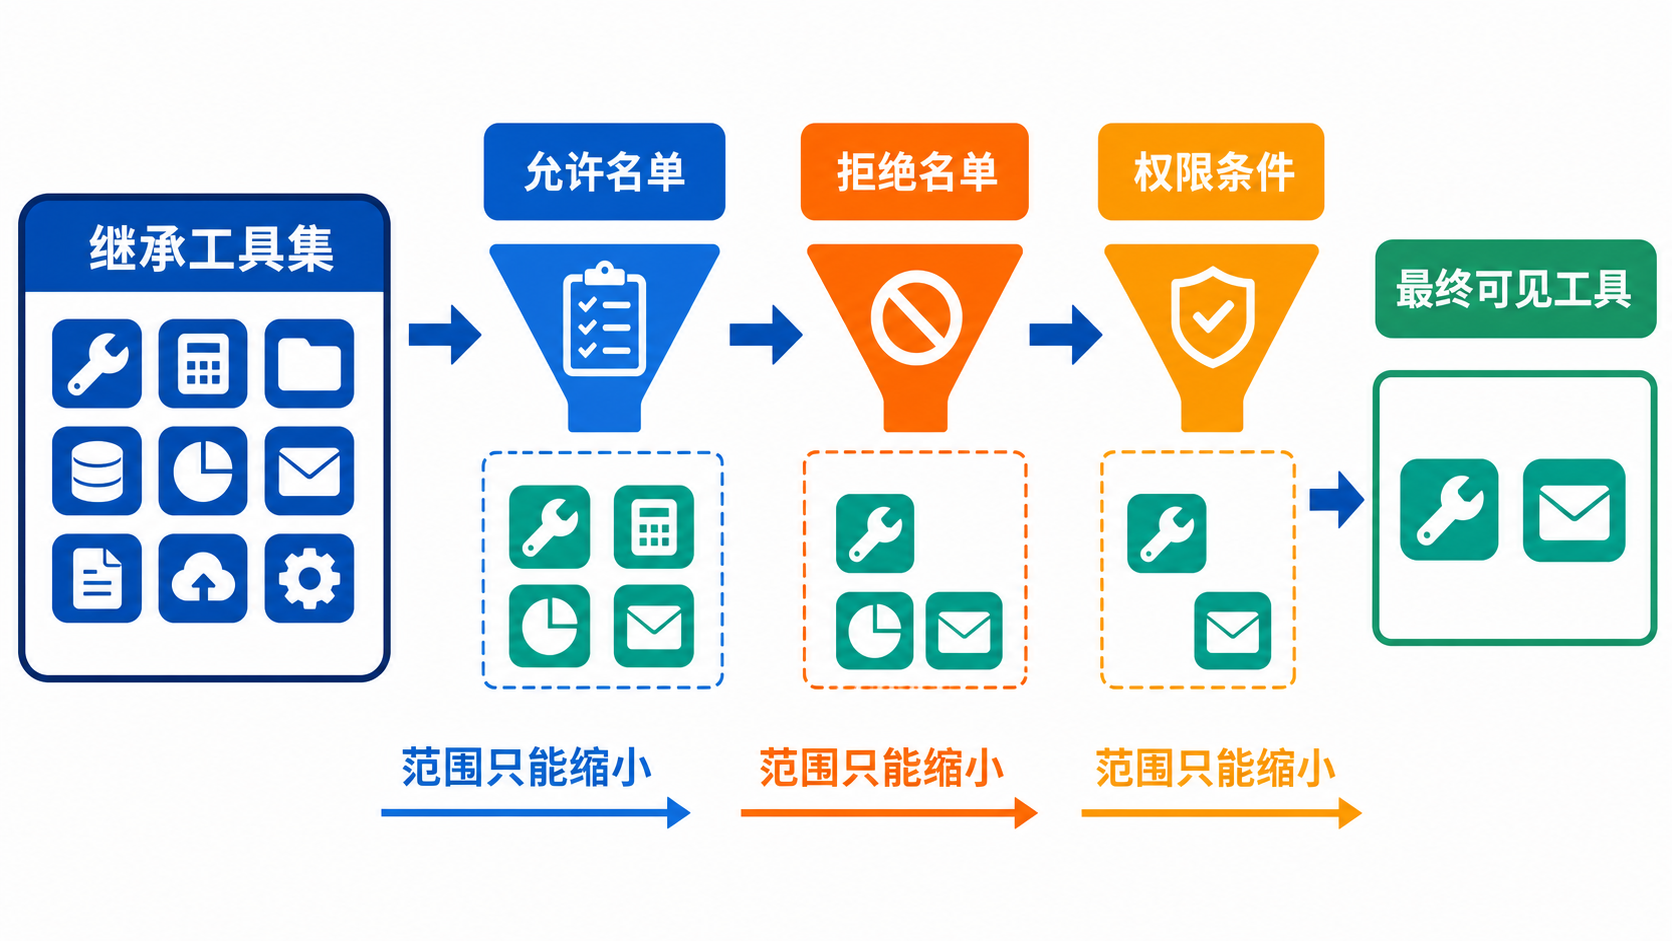 继承工具集
允许名单
拒绝名单
权限条件
最终可见工具
范围只能缩小
范围只能缩小
范围只能缩小